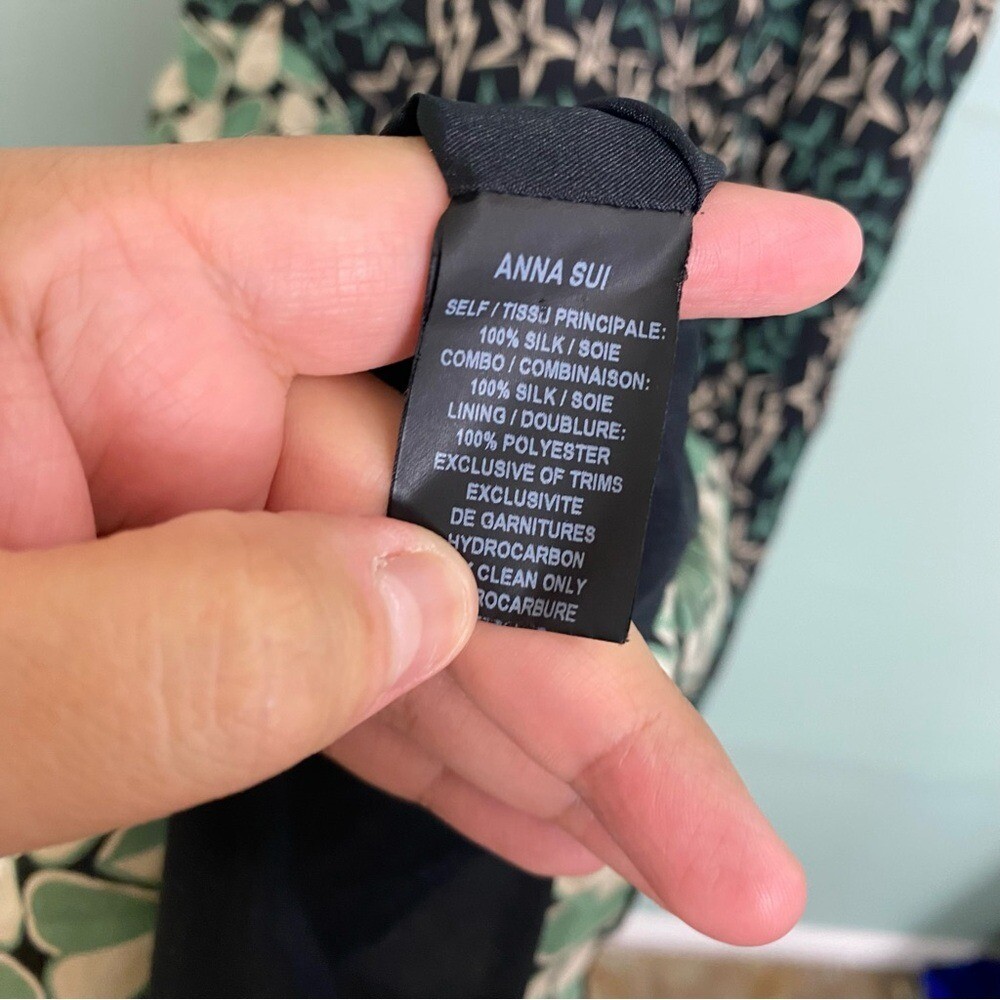 ANNA SUI
SELF / TISSU PRINCIPALE:
100% SILK / SOIE
COMBO / COMBINAISON:
100% SILK / SOIE
LINING / DOUBLURE:
100% POLYESTER
EXCLUSIVE OF TRIMS
EXCLUSIVITE
DE GARNITURES
HYDROCARBON
CLEAN ONLY
ROCARBURE